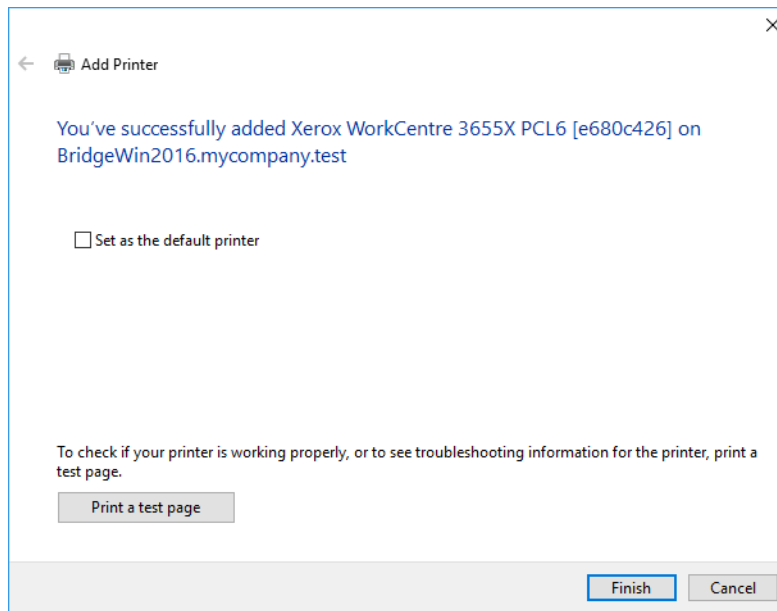 Add Printer
You've successfully added Xerox WorkCentre 3655X PCL6 [e680c426] on
BridgeWin2016.mycompany.test
Set as the default printer
To check if your printer is working properly, or to see troubleshooting information for the printer, print a
test page.
Print a test page
Finish
Cancel